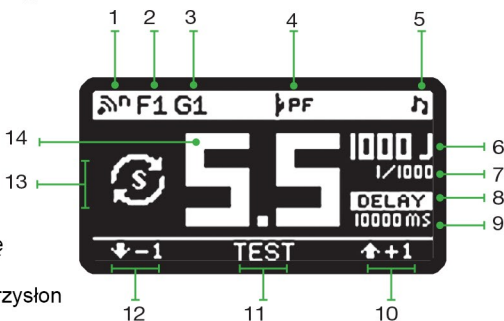 1 2 3 4 5
n F1 G1 PF
14 5.5 1000 J 6
1/1000 7
13 S DELAY 8
10000 ms 9
ę
-1 TEST +1
rzysłon
12 11 10